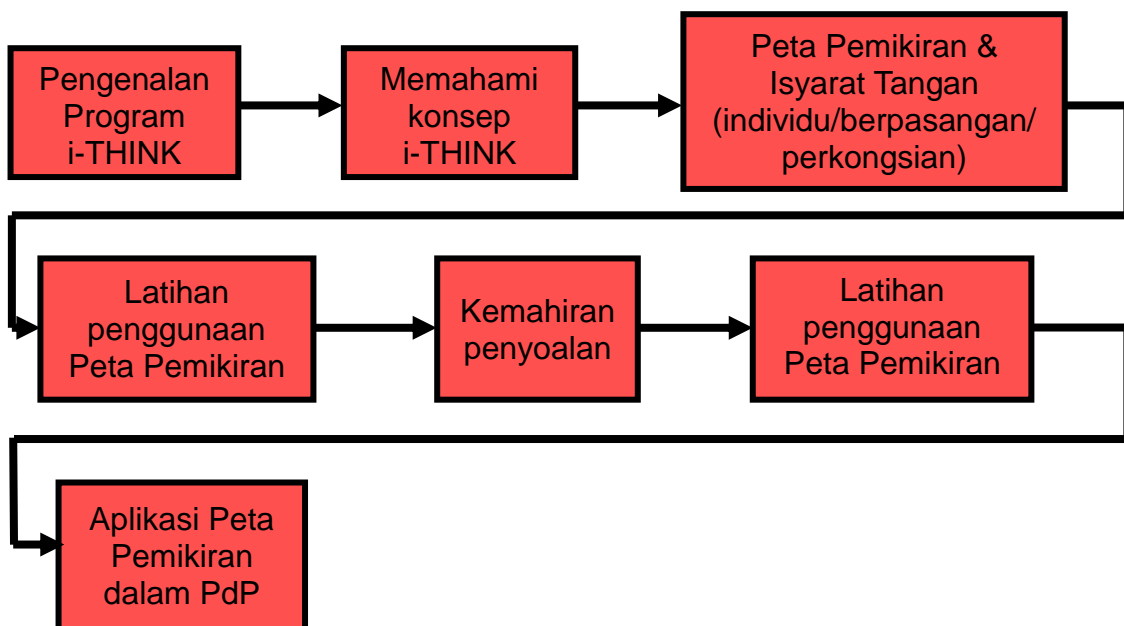 Pengenalan
Program
i-THINK
Memahami
konsep
i-THINK
Peta Pemikiran &
Isyarat Tangan
(individu/berpasangan/
perkongsian)
Latihan
penggunaan
Peta Pemikiran
Kemahiran
penyoalan
Latihan
penggunaan
Peta Pemikiran
Aplikasi Peta
Pemikiran
dalam PdP